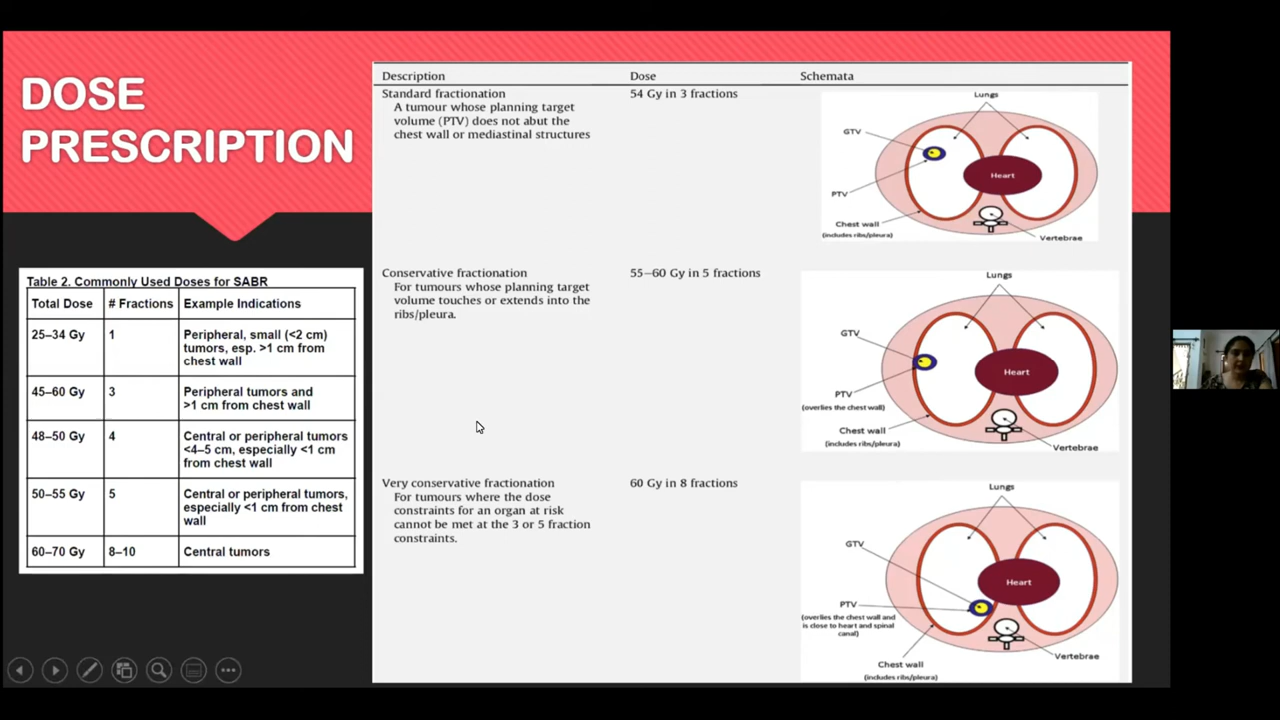 DOSE
PRESCRIPTION
Table 2. Commonly Used Doses for SABR
Total Dose # Fractions Example Indications
25–34 Gy 1 Peripheral, small (<2 cm)
tumors, esp. >1 cm from
chest wall
45–60 Gy 3 Peripheral tumors and
>1 cm from chest wall
48–50 Gy 4 Central or peripheral tumors
<4–5 cm, especially <1 cm
from chest wall
50–55 Gy 5 Central or peripheral tumors,
especially <1 cm from chest
wall
60–70 Gy 8–10 Central tumors
Description Dose Schemata
Standard fractionation 54 Gy in 3 fractions
A tumour whose planning target
volume (PTV) does not abut the
chest wall or mediastinal structures
Lungs
GTV
Heart
PTV
Chest wall
(includes ribs/pleura)
Vertebrae
Conservative fractionation 55–60 Gy in 5 fractions
For tumours whose planning target
volume touches or extends into the
ribs/pleura.
Lungs
GTV
Heart
PTV
(overlies the chest wall)
Chest wall
(includes ribs/pleura)
Vertebrae
Very conservative fractionation 60 Gy in 8 fractions
For tumours where the dose
constraints for an organ at risk
cannot be met at the 3 or 5 fraction
constraints.
Lungs
GTV
Heart
PTV
(overlies the chest wall and
is close to heart and spinal
canal)
Vertebrae
Chest wall
(includes ribs/pleura)